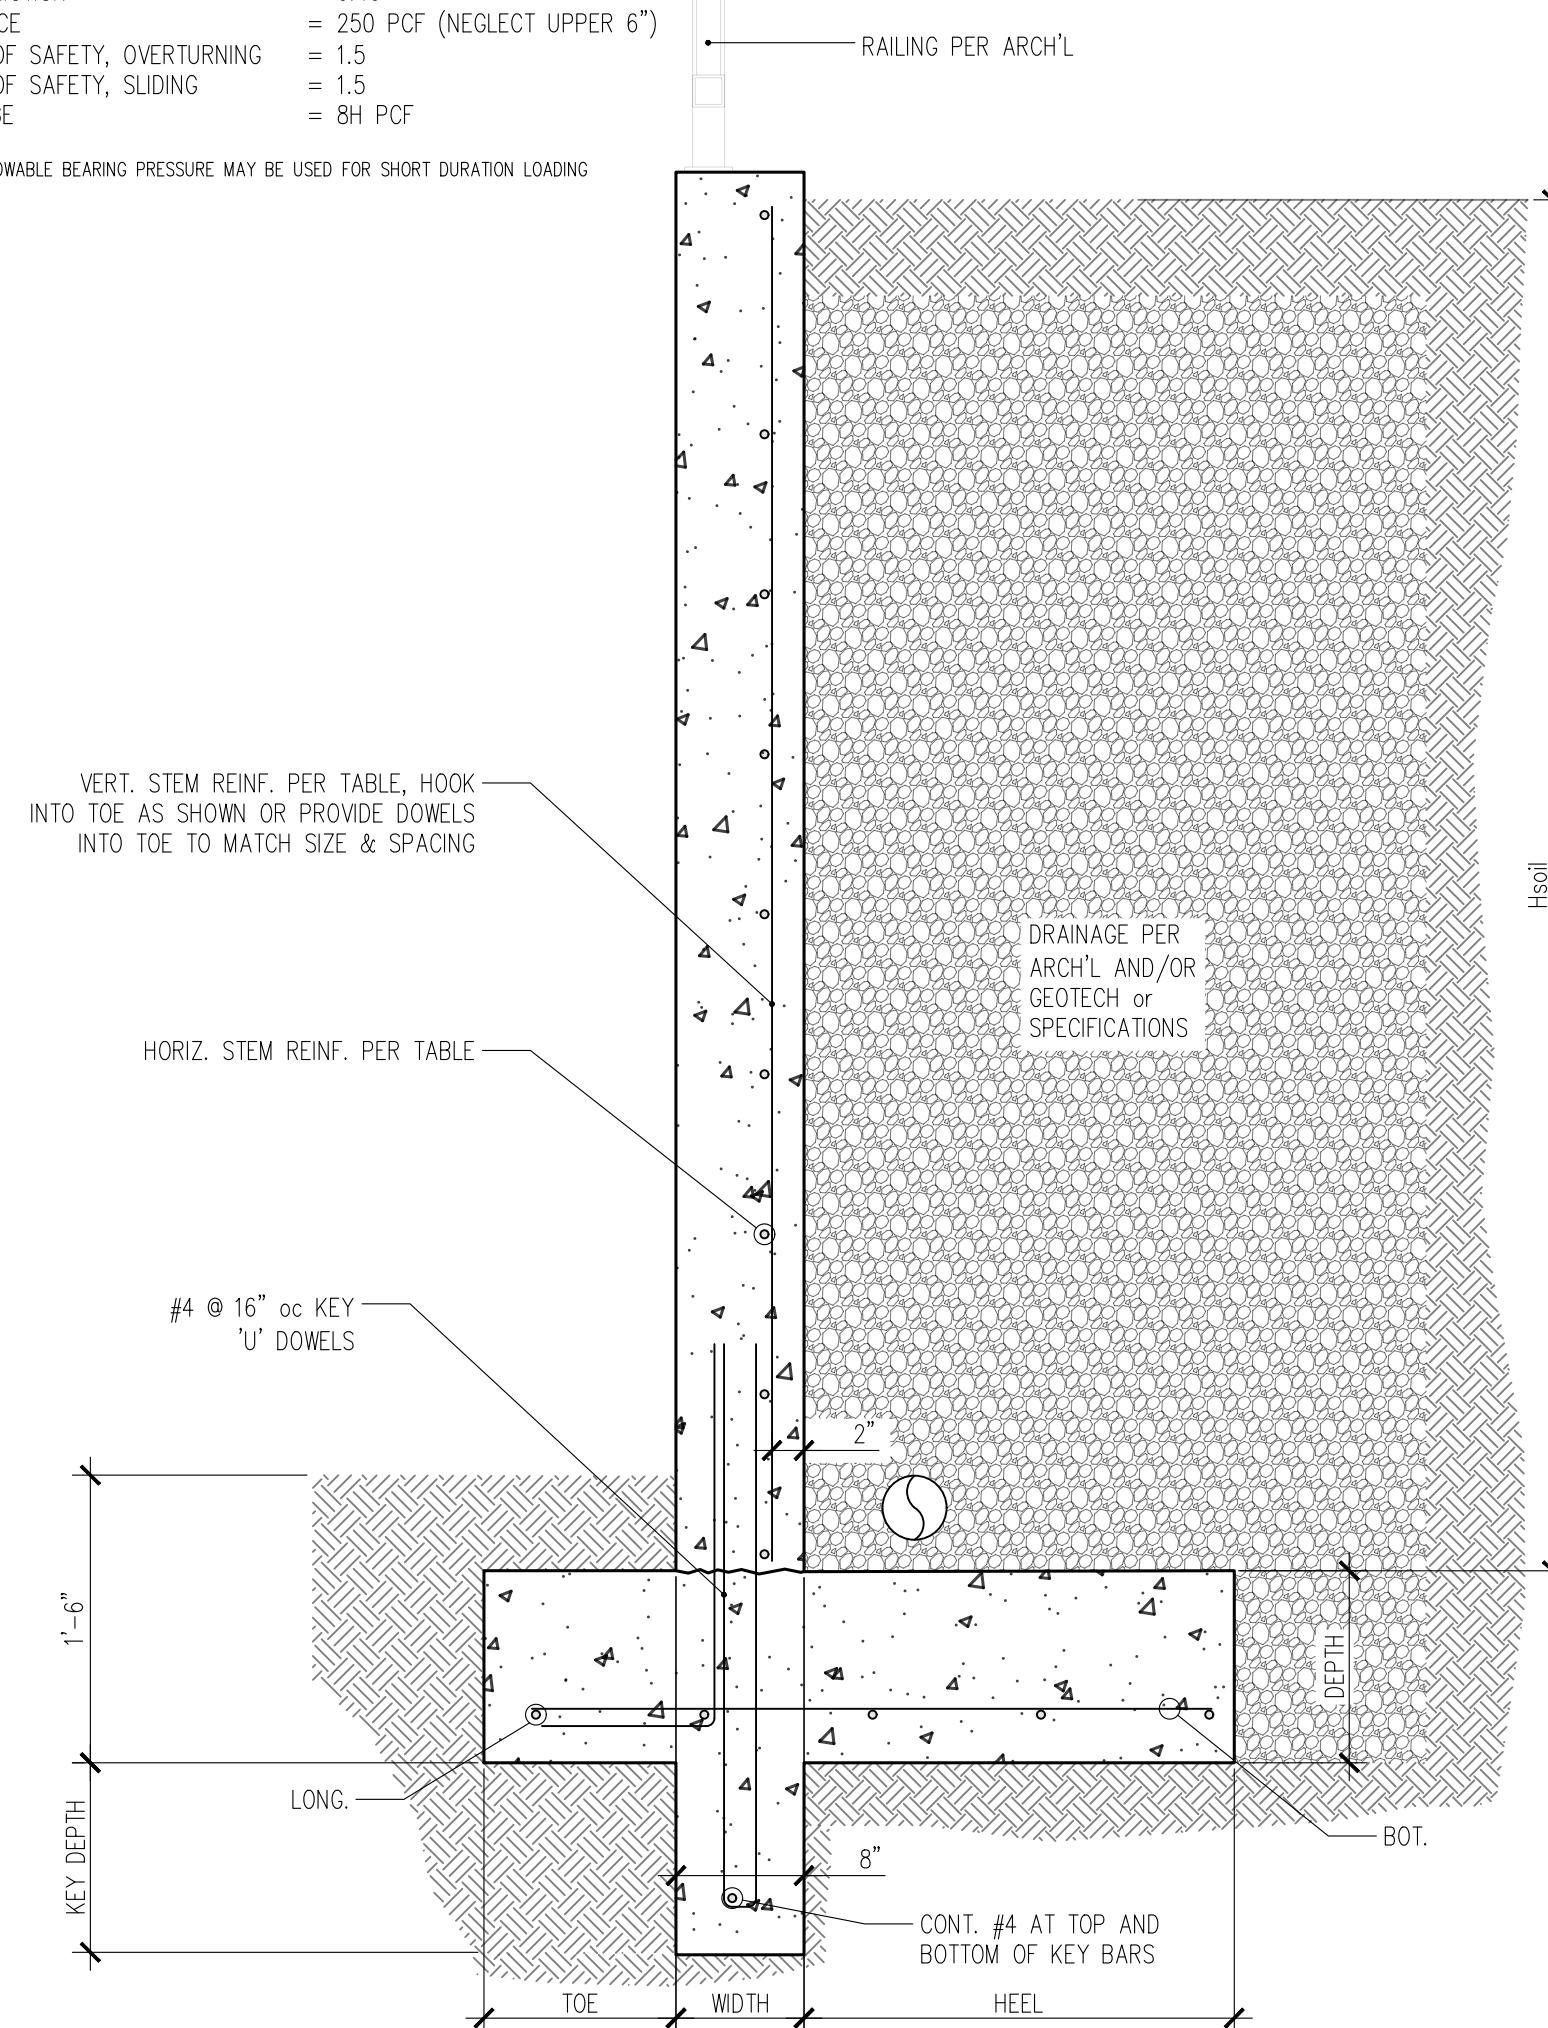 = 250 PCF (NEGLECT UPPER 6")
OF SAFETY, OVERTURNING = 1.5
OF SAFETY, SLIDING = 1.5
= 8H PCF
BEARING PRESSURE MAY BE USED FOR SHORT DURATION LOADING
RAILING PER ARCH'L
VERT. STEM REINF. PER TABLE, HOOK
INTO TOE AS SHOWN OR PROVIDE DOWELS
INTO TOE TO MATCH SIZE & SPACING
Hsoil
DRAINAGE PER
ARCH'L AND/OR
GEOTECH or
SPECIFICATIONS
HORIZ. STEM REINF. PER TABLE
#4 @ 16" oc KEY
'U' DOWELS
2"
1'-6"
DEPTH
LONG.
BOT.
KEY DEPTH
8"
CONT. #4 AT TOP AND
BOTTOM OF KEY BARS
TOE
WIDTH
HEEL